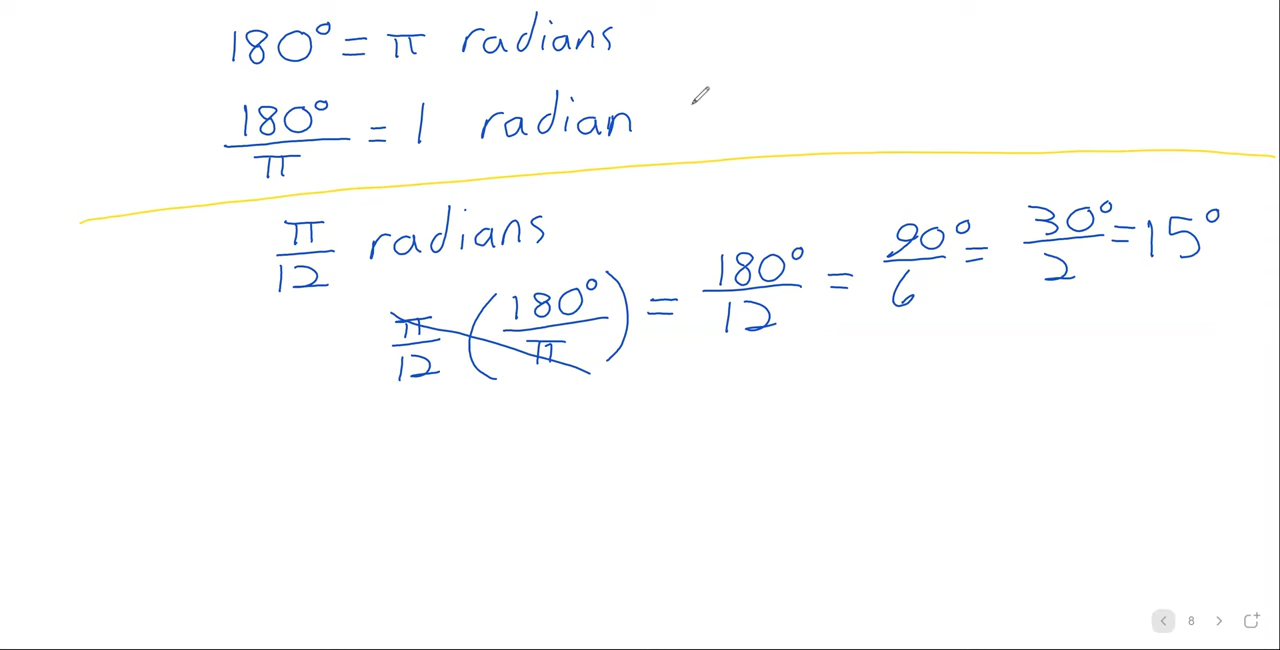 180° = π radians
180°/π = 1 radian
π/12 radians
π/12 (180°/π) = 180°/12 = 90°/6 = 30°/2 = 15°
8